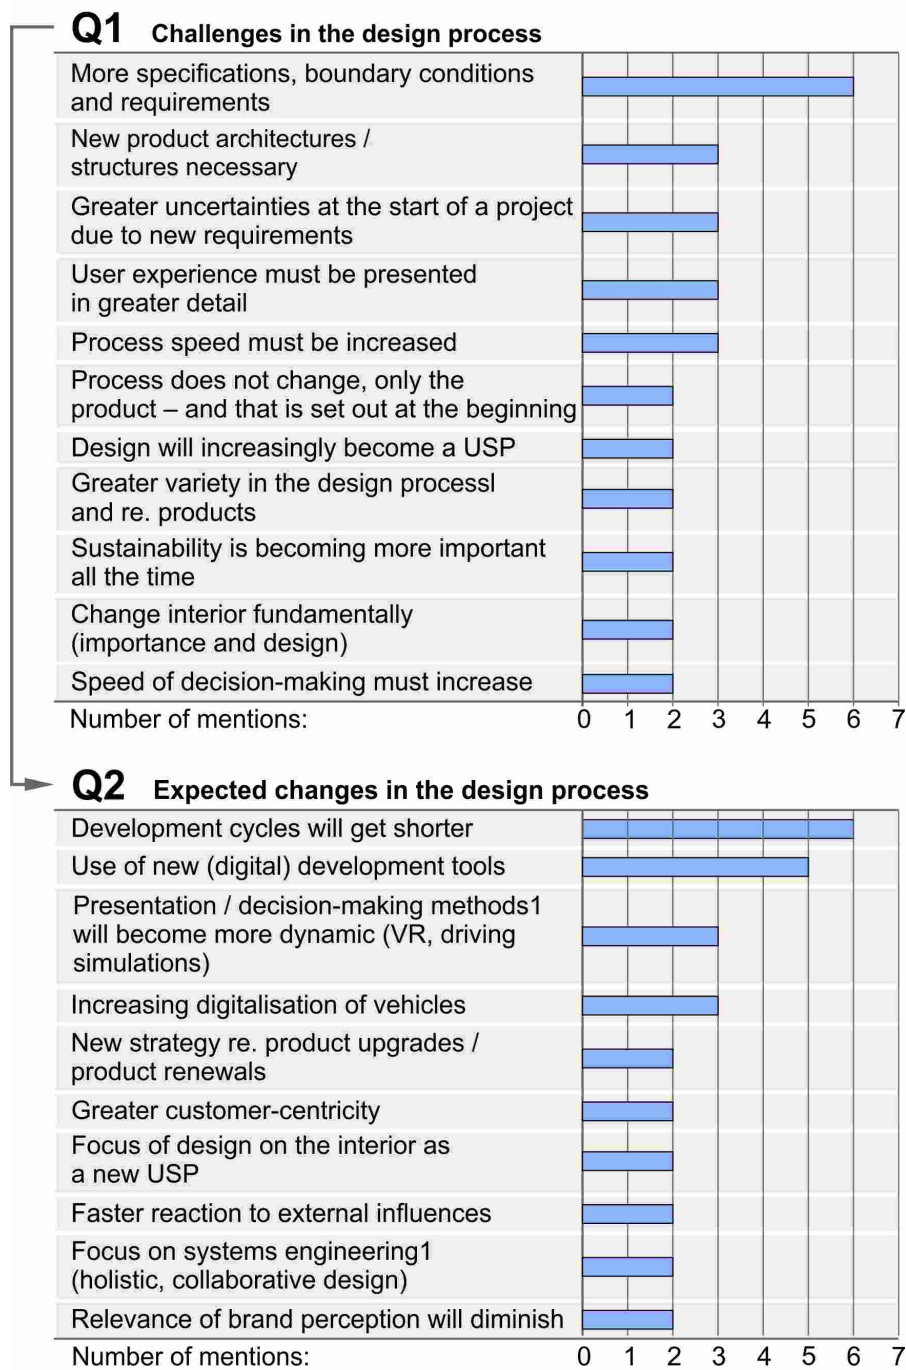 Q1 Challenges in the design process
More specifications, boundary conditions
and requirements
New product architectures /
structures necessary
Greater uncertainties at the start of a project
due to new requirements
User experience must be presented
in greater detail
Process speed must be increased
Process does not change, only the
product – and that is set out at the beginning
Design will increasingly become a USP
Greater variety in the design processl
and re. products
Sustainability is becoming more important
all the time
Change interior fundamentally
(importance and design)
Speed of decision-making must increase
Number of mentions: 0 1 2 3 4 5 6 7
Q2 Expected changes in the design process
Development cycles will get shorter
Use of new (digital) development tools
Presentation / decision-making methods1
will become more dynamic (VR, driving
simulations)
Increasing digitalisation of vehicles
New strategy re. product upgrades /
product renewals
Greater customer-centricity
Focus of design on the interior as
a new USP
Faster reaction to external influences
Focus on systems engineering1
(holistic, collaborative design)
Relevance of brand perception will diminish
Number of mentions: 0 1 2 3 4 5 6 7